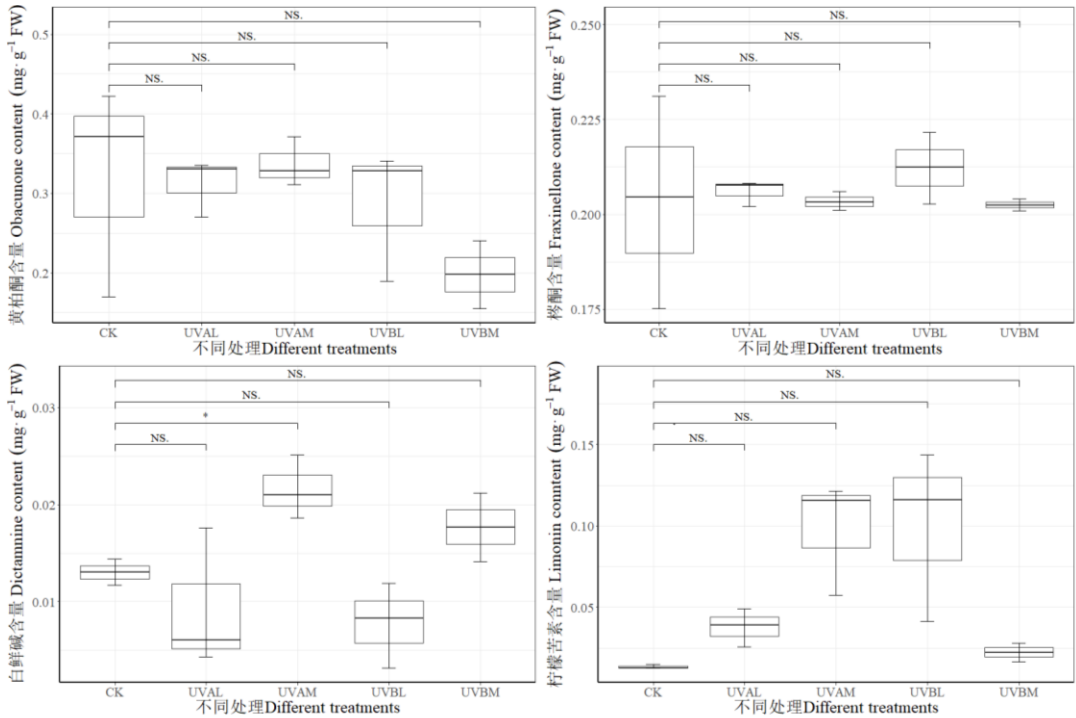 黄柏酮含量 Obacunone content (mg· g⁻¹ FW)
0.5
0.4
0.3
0.2
NS.
NS.
NS.
NS.
CK UVAL UVAM UVBL UVBM
不同处理Different treatments
梣酮含量 Fraxinellone content (mg· g⁻¹ FW)
0.250
0.225
0.200
0.175
NS.
NS.
NS.
NS.
CK UVAL UVAM UVBL UVBM
不同处理Different treatments
白鲜碱含量 Dictamnine content (mg· g⁻¹ FW)
0.03
0.02
0.01
NS.
*
NS.
NS.
CK UVAL UVAM UVBL UVBM
不同处理Different treatments
柠檬苦素含量 Limonin conntent (mg· g⁻¹ FW)
0.15
0.10
0.05
NS.
NS.
NS.
NS.
CK UVAL UVAM UVBL UVBM
不同处理Different treatments